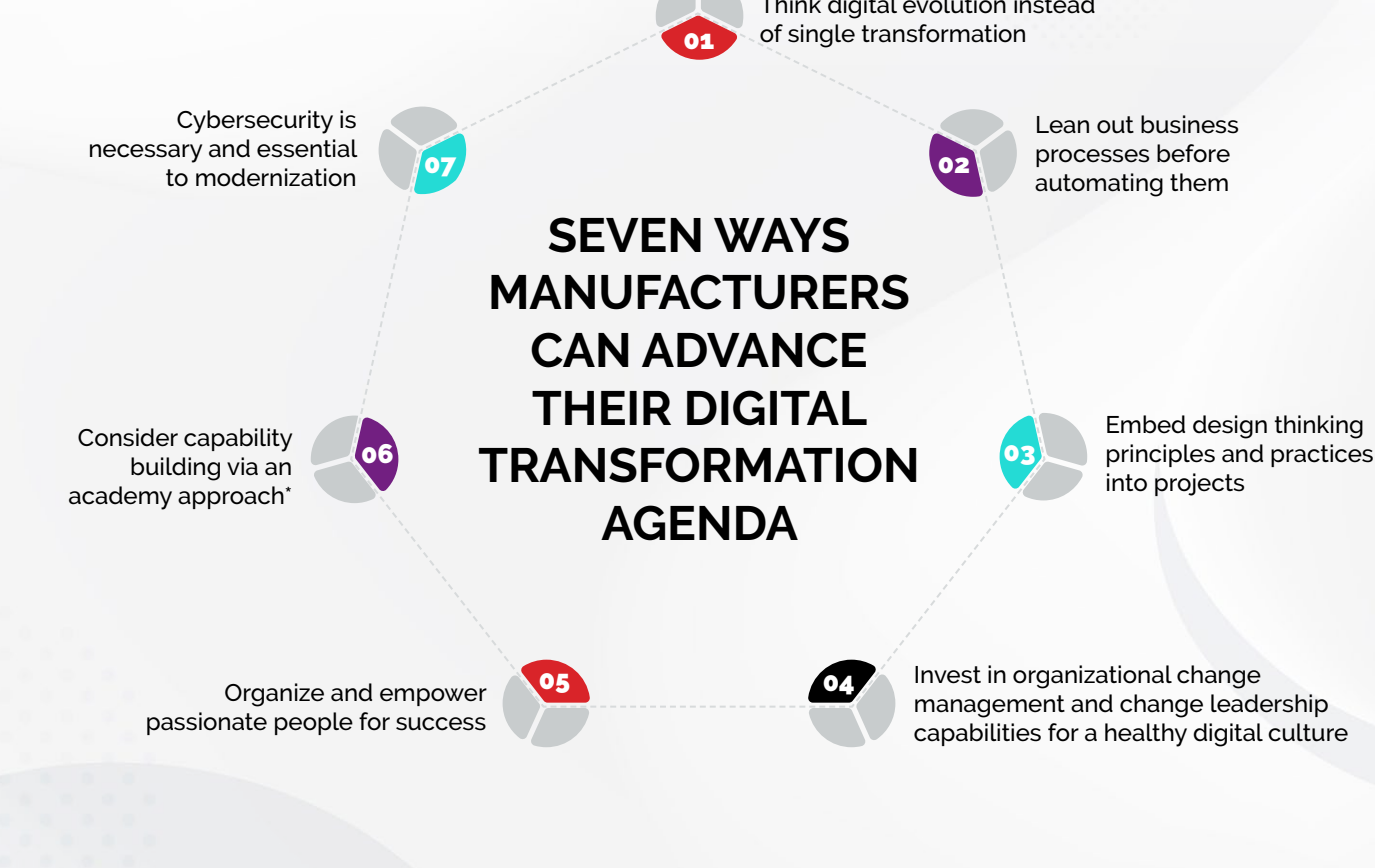 Think digital evolution instead
of single transformation
01
Cybersecurity is
necessary and essential
to modernization
07
02
Lean out business
processes before
automating them
SEVEN WAYS
MANUFACTURERS
CAN ADVANCE
THEIR DIGITAL
TRANSFORMATION
AGENDA
Consider capability
building via an
academy approach*
06
03
Embed design thinking
principles and practices
into projects
Organize and empower
passionate people for success
05
04
Invest in organizational change
management and change leadership
capabilities for a healthy digital culture